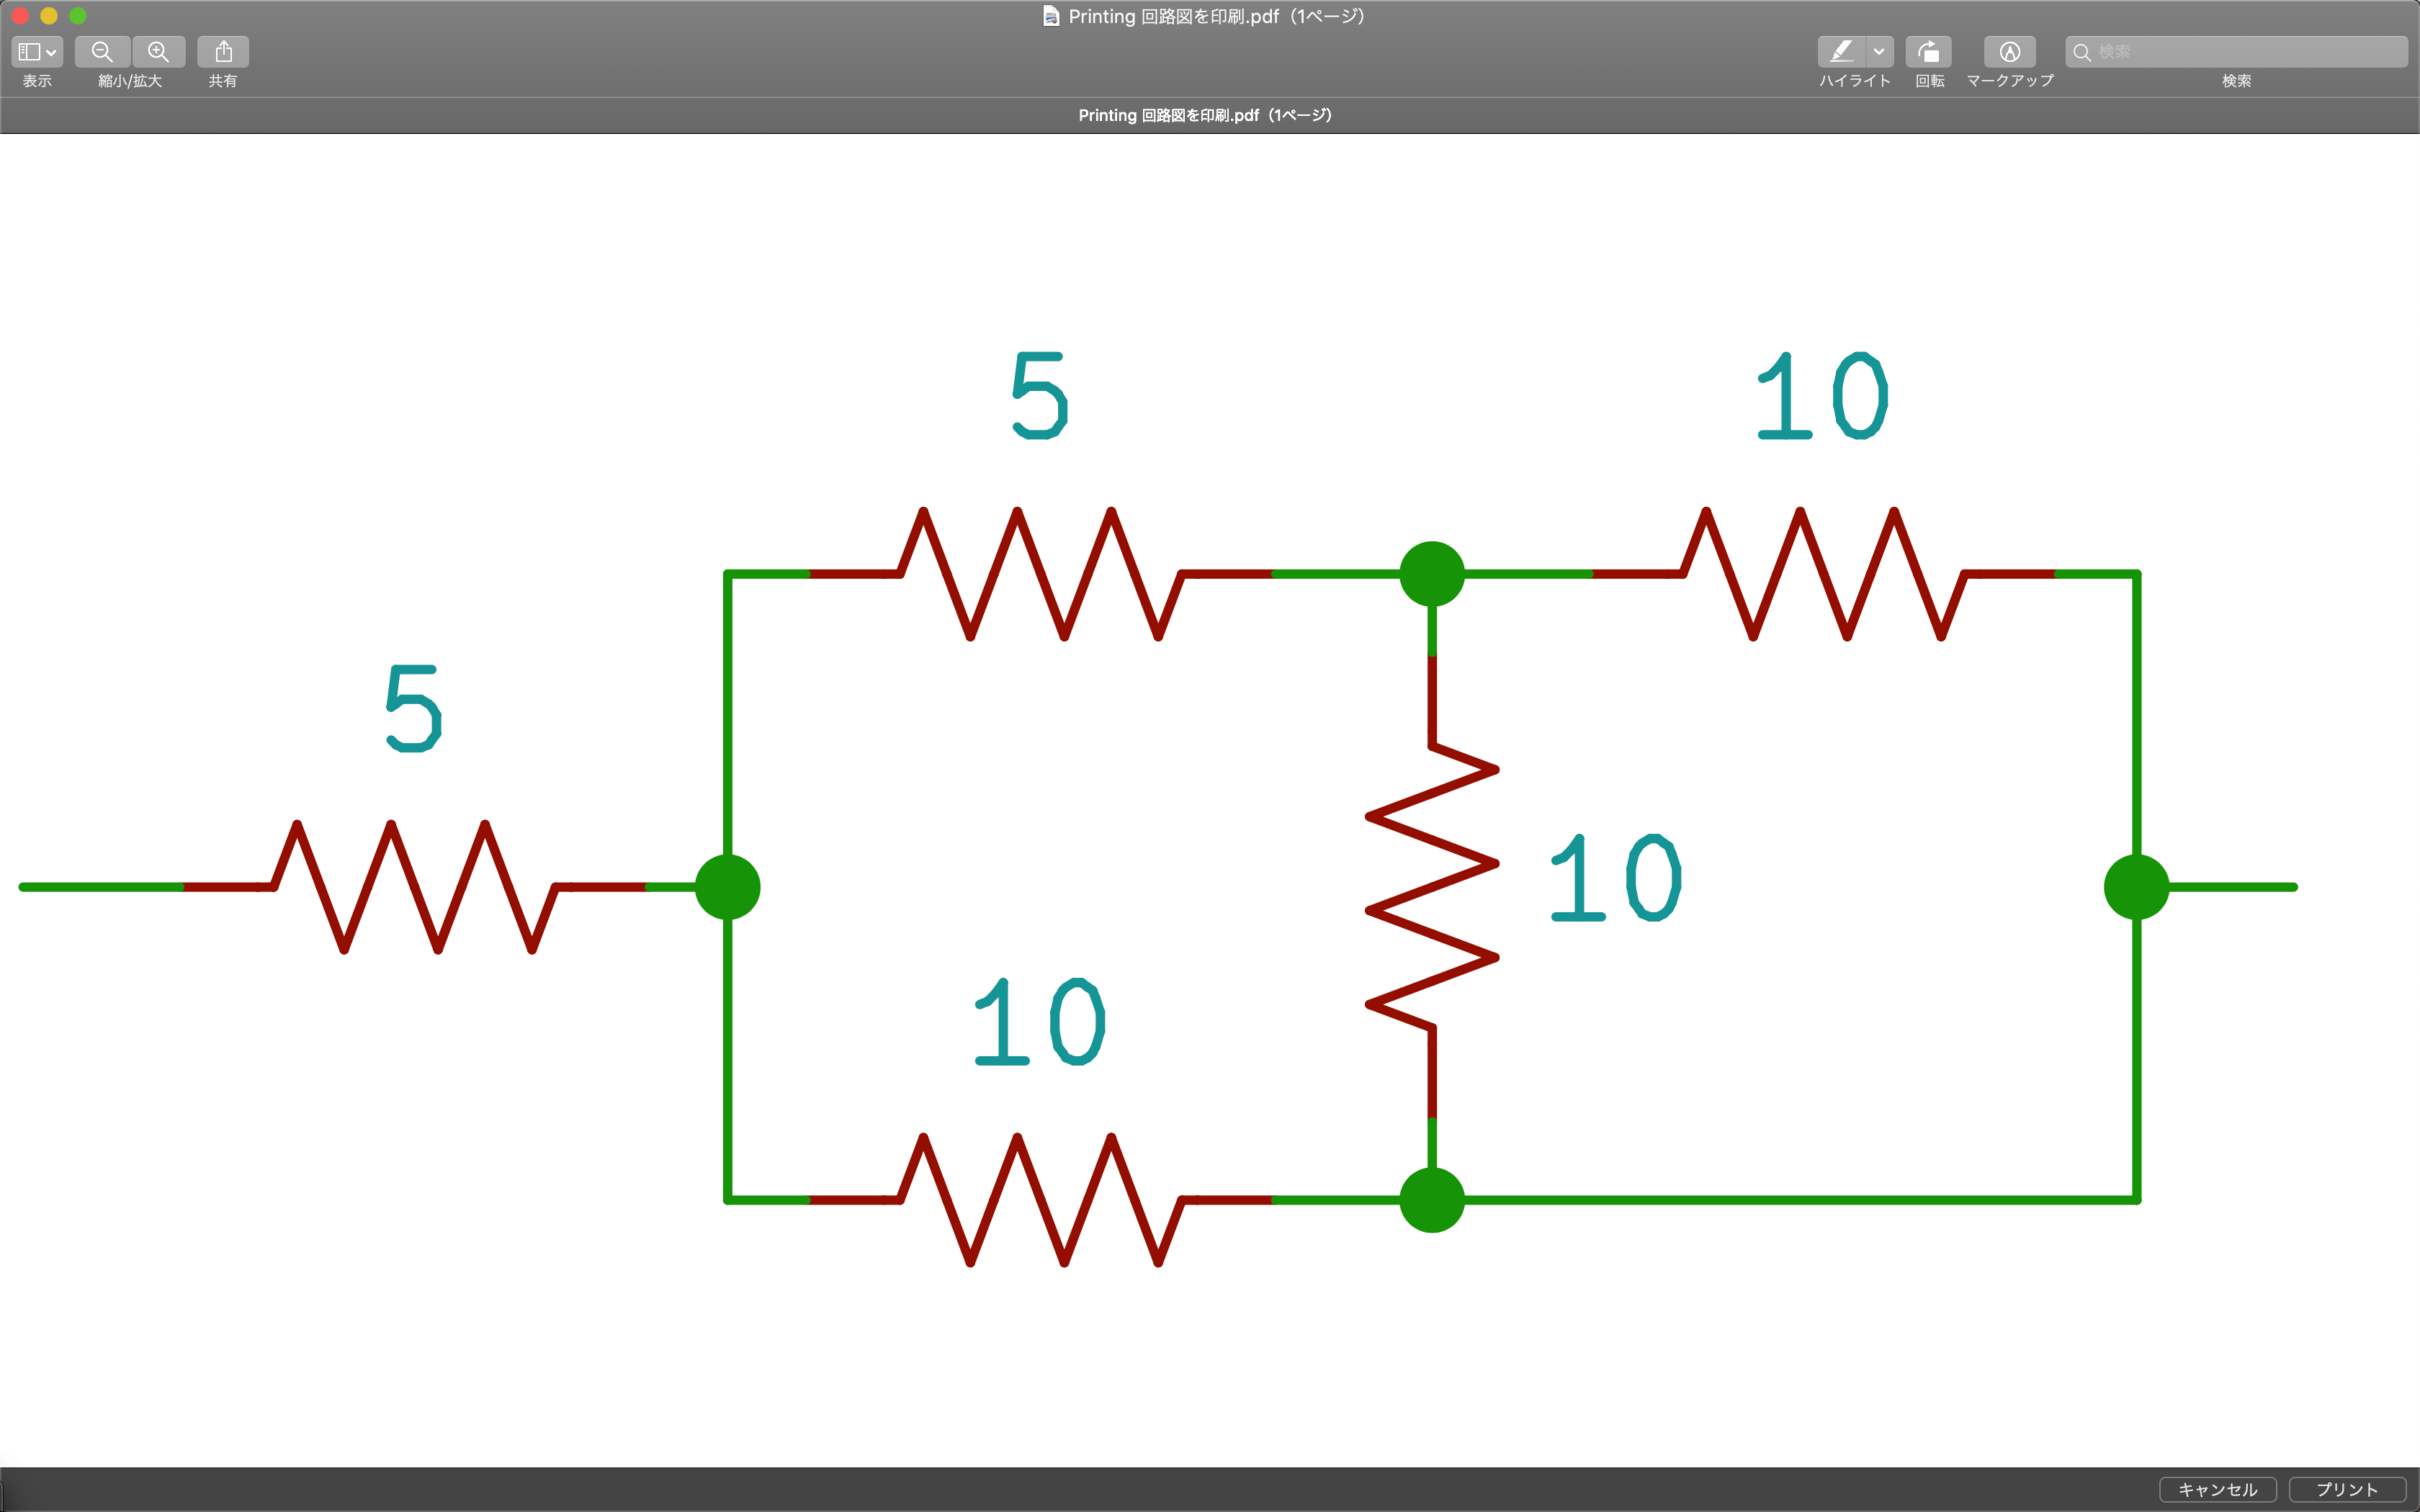 Printing 回路図を印刷.pdf（1ページ）
表示
縮小/拡大
共有
ハイライト
回転
マークアップ
検索
検索
Printing 回路図を印刷.pdf（1ページ）
5
10
5
10
10
キャンセル
プリント